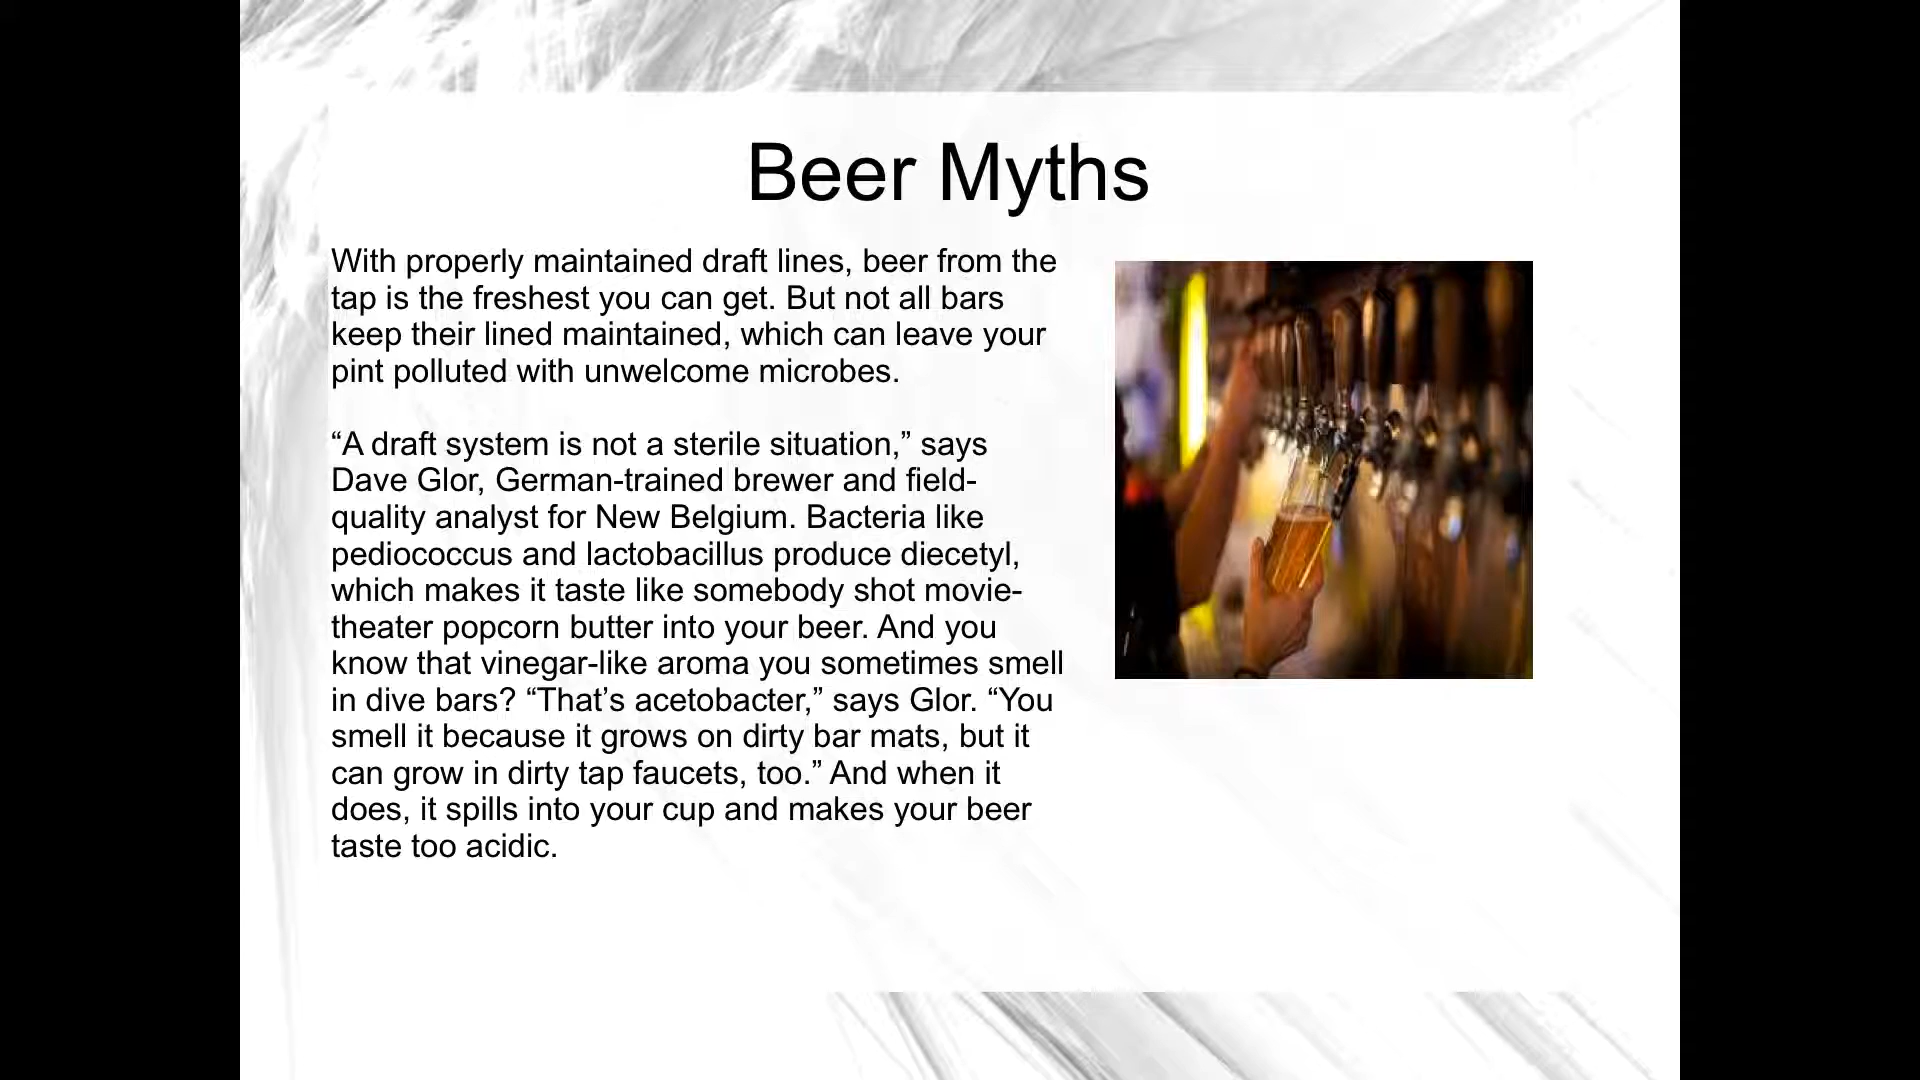 Beer Myths
With properly maintained draft lines, beer from the
tap is the freshest you can get. But not all bars
keep their lined maintained, which can leave your
pint polluted with unwelcome microbes.
“A draft system is not a sterile situation,” says
Dave Glor, German-trained brewer and field-
quality analyst for New Belgium. Bacteria like
pediococcus and lactobacillus produce diecetyl,
which makes it taste like somebody shot movie-
theater popcorn butter into your beer. And you
know that vinegar-like aroma you sometimes smell
in dive bars? “That’s acetobacter,” says Glor. “You
smell it because it grows on dirty bar mats, but it
can grow in dirty tap faucets, too.” And when it
does, it spills into your cup and makes your beer
taste too acidic.